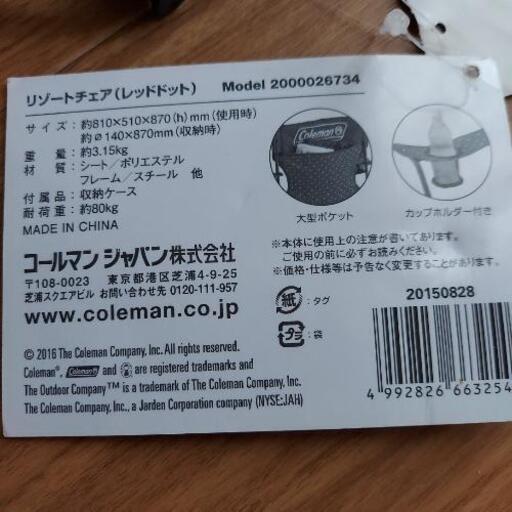 リゾートチェア(レッドドット) Model 2000026734
サイズ：約810×510×870(h)mm(使用時)
約Ø140×870mm(収納時)
重量：約3.15kg
材質：シート／ポリエステル
フレーム／スチール 他
付属品：収納ケース
耐荷重：約80kg
MADE IN CHINA
Coleman
大型ポケット
カップホルダー付き
コールマン ジャパン株式会社
〒108-0023 東京都港区芝浦4-9-25
芝浦スクエアビル お問い合わせ先 0120-111-957
www.coleman.co.jp
※本体に使用上の注意が書いてあります。
ご使用の前に必ずお読みください。
※価格・仕様等は予告なく変更することがあります。
紙：タグ
プラ：袋
20150828
4 992826 663254
© 2016 The Coleman Company, Inc. All rights reserved.
Coleman®, Coleman and are registered trademarks and
The Outdoor Company™ is a trademark of The Coleman Company, Inc.
The Coleman Company, Inc., a Jarden Corporation company (NYSE:JAH)